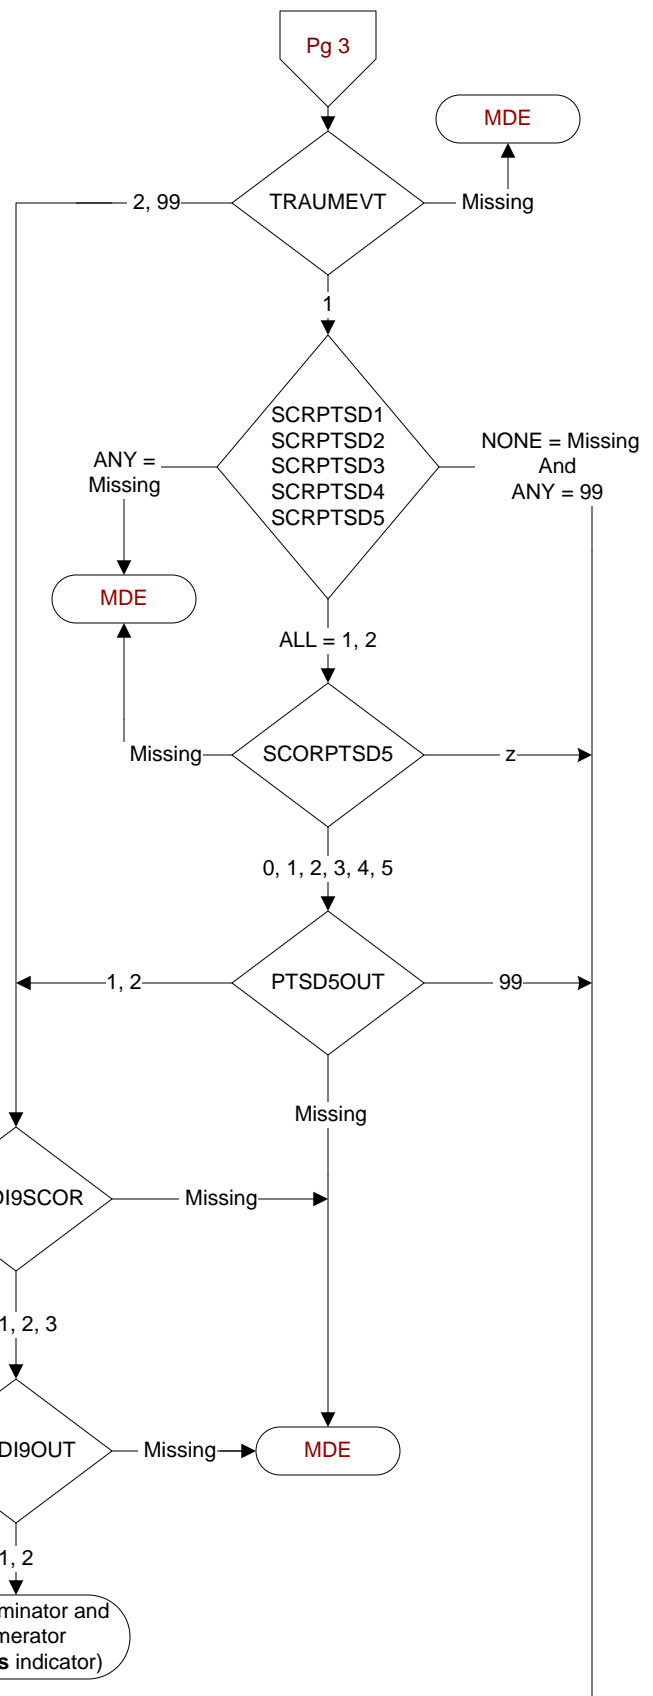 Pg 3
MDE
TRAUMEVT
2, 99
Missing
1
SCRPTSD1
SCRPTSD2
SCRPTSD3
SCRPTSD4
SCRPTSD5
ANY =
Missing
NONE = Missing
And
ANY = 99
MDE
ALL = 1, 2
Missing
SCORPTSD5
z
0, 1, 2, 3, 4, 5
1, 2
PTSD5OUT
99
Missing
DI9SCOR
Missing
1, 2, 3
DI9OUT
Missing
MDE
1, 2
minator and
merator
s indicator)